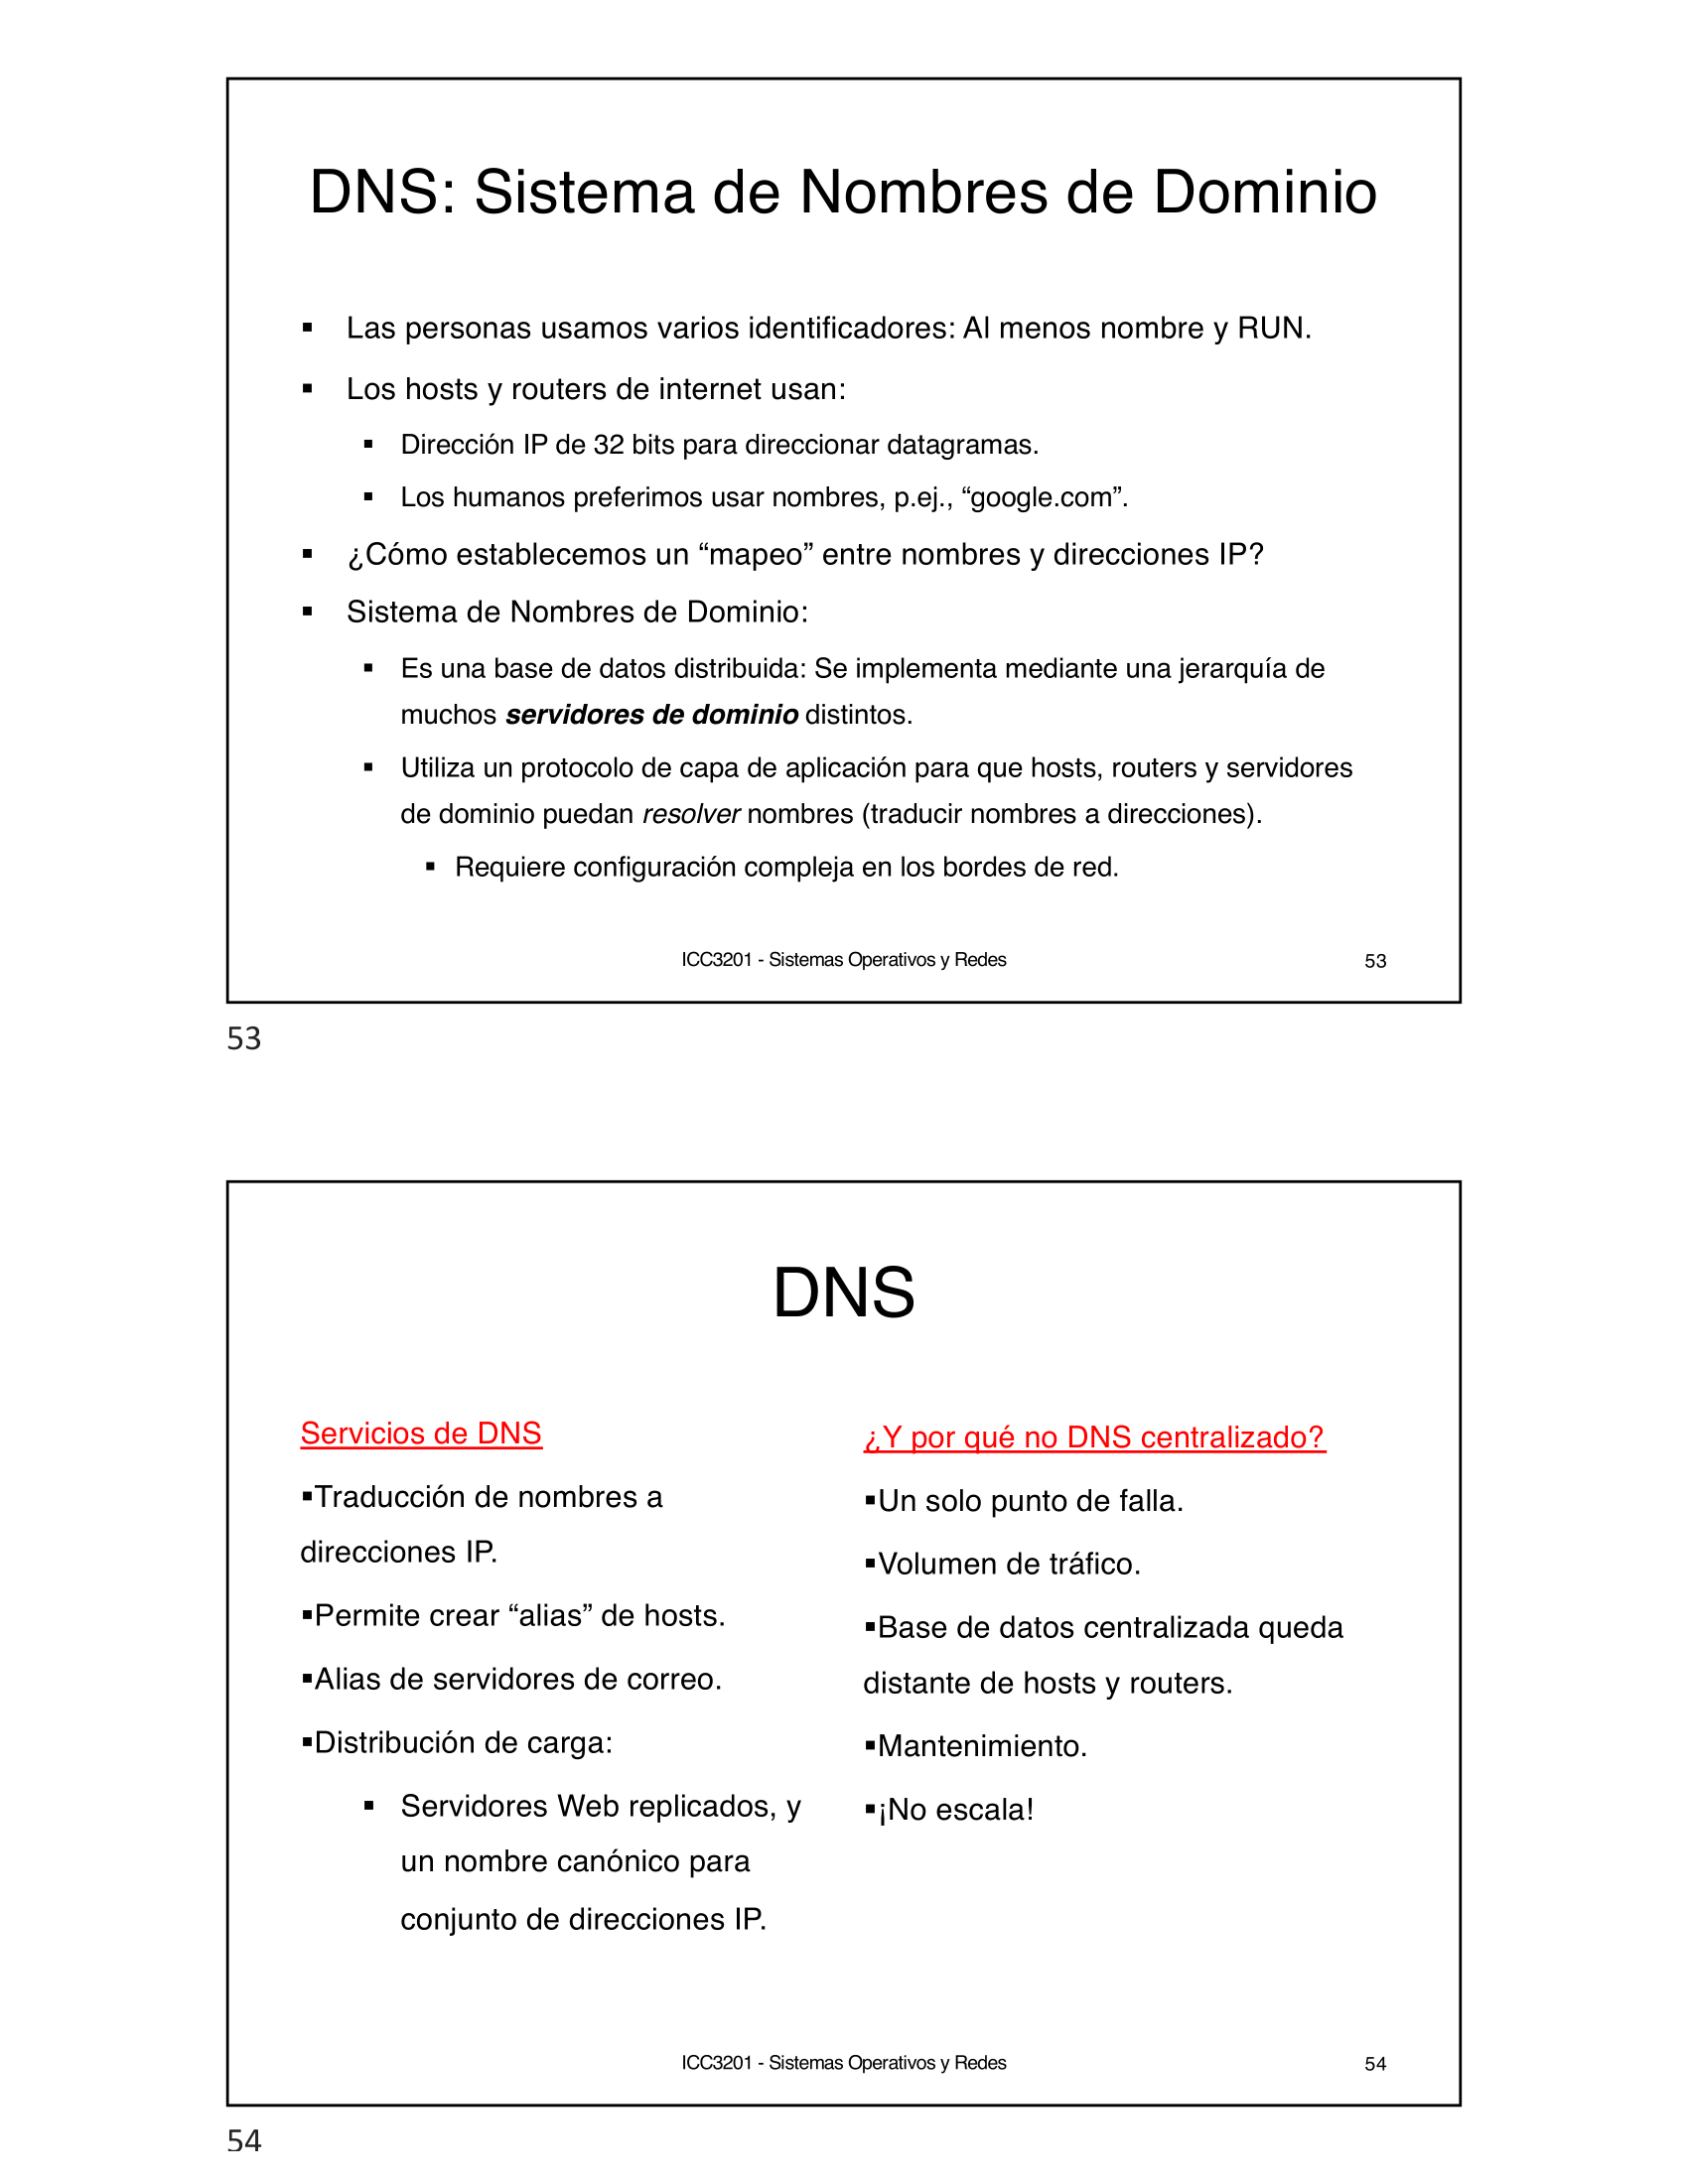 DNS: Sistema de Nombres de Dominio
▪ Las personas usamos varios identificadores: Al menos nombre y RUN.
▪ Los hosts y routers de internet usan:
▪ Dirección IP de 32 bits para direccionar datagramas.
▪ Los humanos preferimos usar nombres, p.ej., “google.com”.
▪ ¿Cómo establecemos un “mapeo” entre nombres y direcciones IP?
▪ Sistema de Nombres de Dominio:
▪ Es una base de datos distribuida: Se implementa mediante una jerarquía de
muchos servidores de dominio distintos.
▪ Utiliza un protocolo de capa de aplicación para que hosts, routers y servidores
de dominio puedan resolver nombres (traducir nombres a direcciones).
▪ Requiere configuración compleja en los bordes de red.
ICC3201 - Sistemas Operativos y Redes 53
53
DNS
Servicios de DNS
▪Traducción de nombres a
direcciones IP.
▪Permite crear “alias” de hosts.
▪Alias de servidores de correo.
▪Distribución de carga:
▪ Servidores Web replicados, y
un nombre canónico para
conjunto de direcciones IP.
¿Y por qué no DNS centralizado?
▪Un solo punto de falla.
▪Volumen de tráfico.
▪Base de datos centralizada queda
distante de hosts y routers.
▪Mantenimiento.
▪¡No escala!
ICC3201 - Sistemas Operativos y Redes 54
54